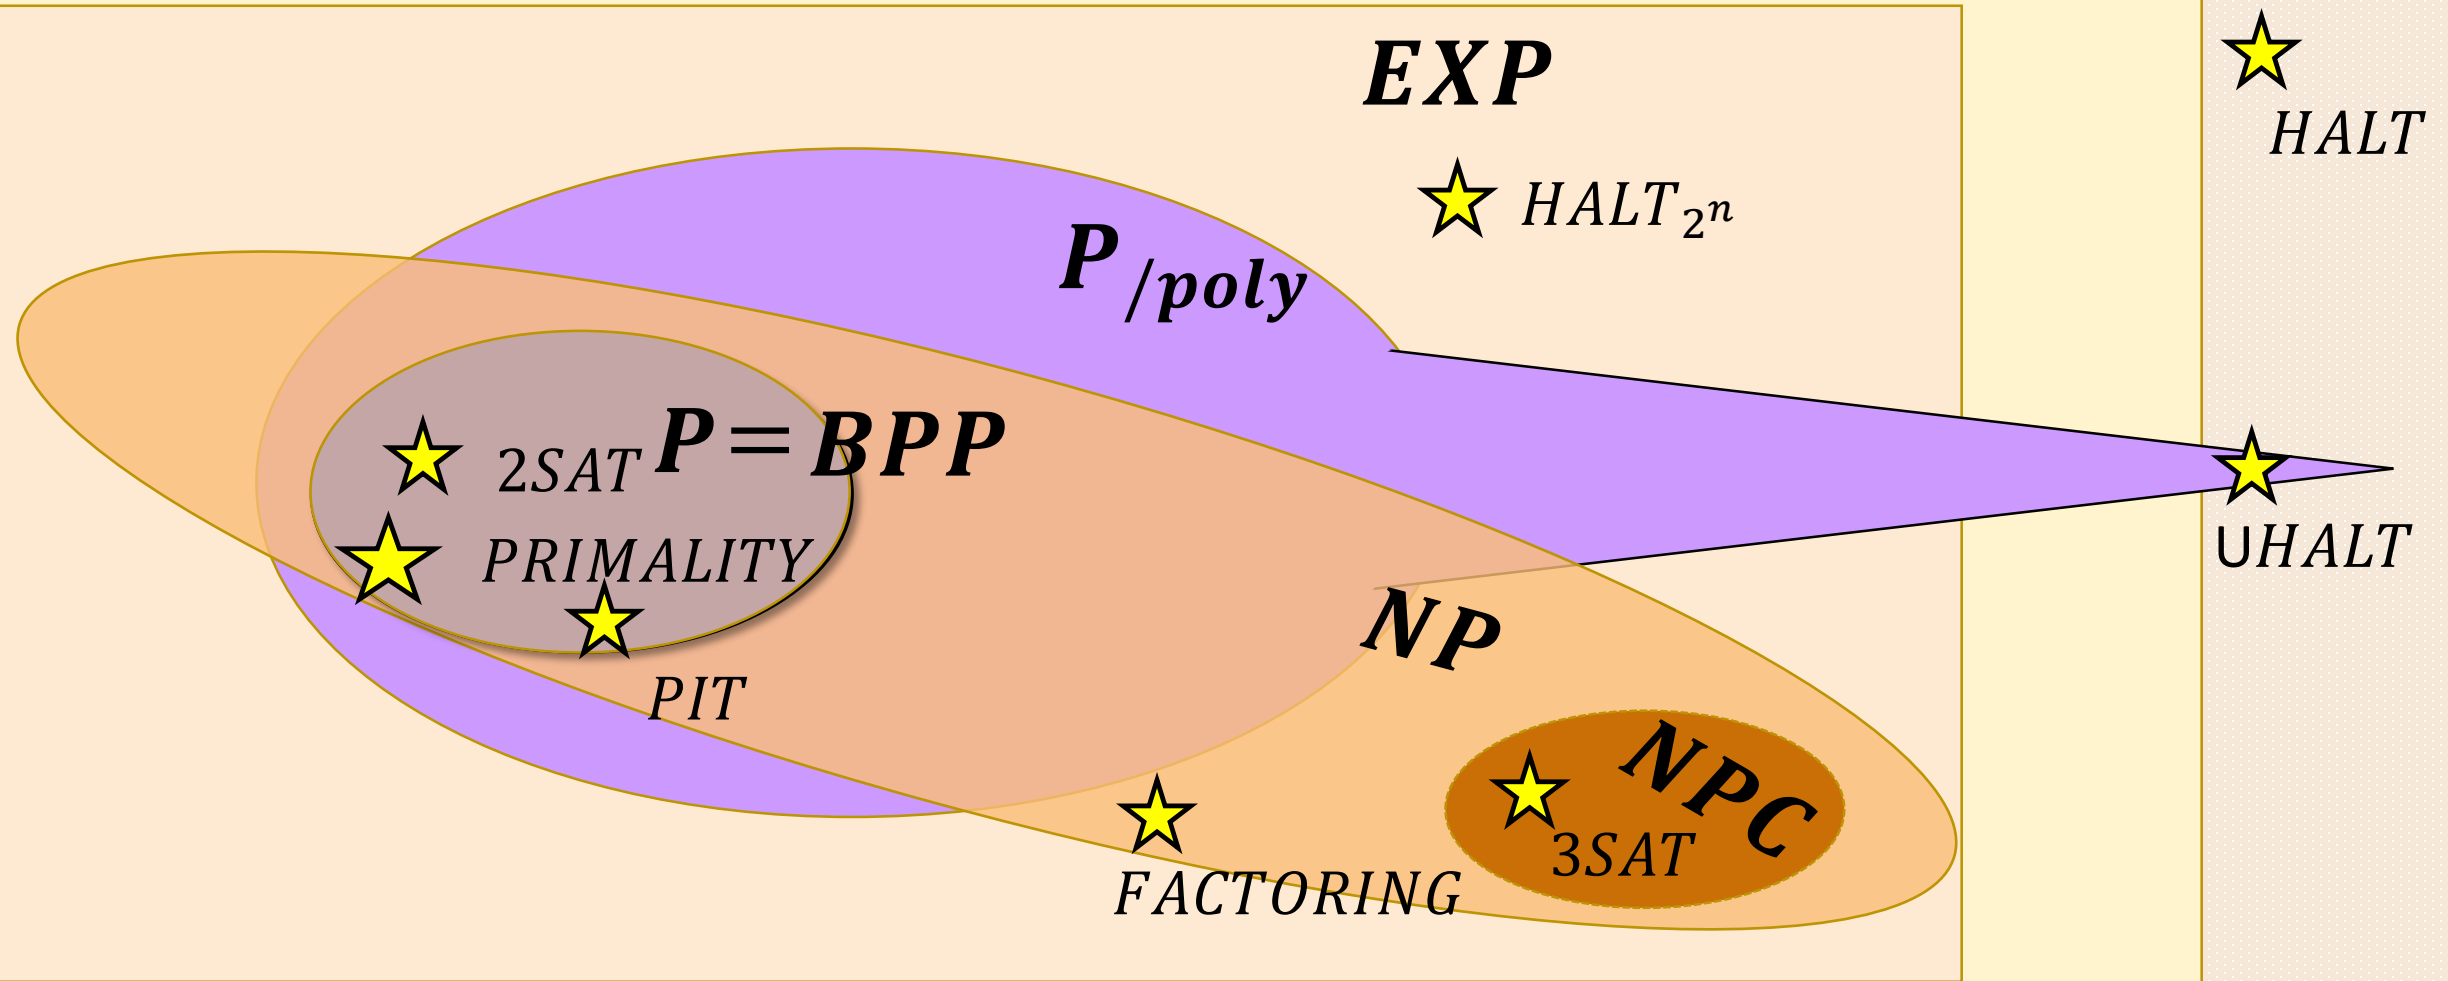 EXP
HALT
HALT_{2^n}
P_{/poly}
P = BPP
2SAT
PRIMALITY
UHALT
NP
PIT
NPC
3SAT
FACTORING